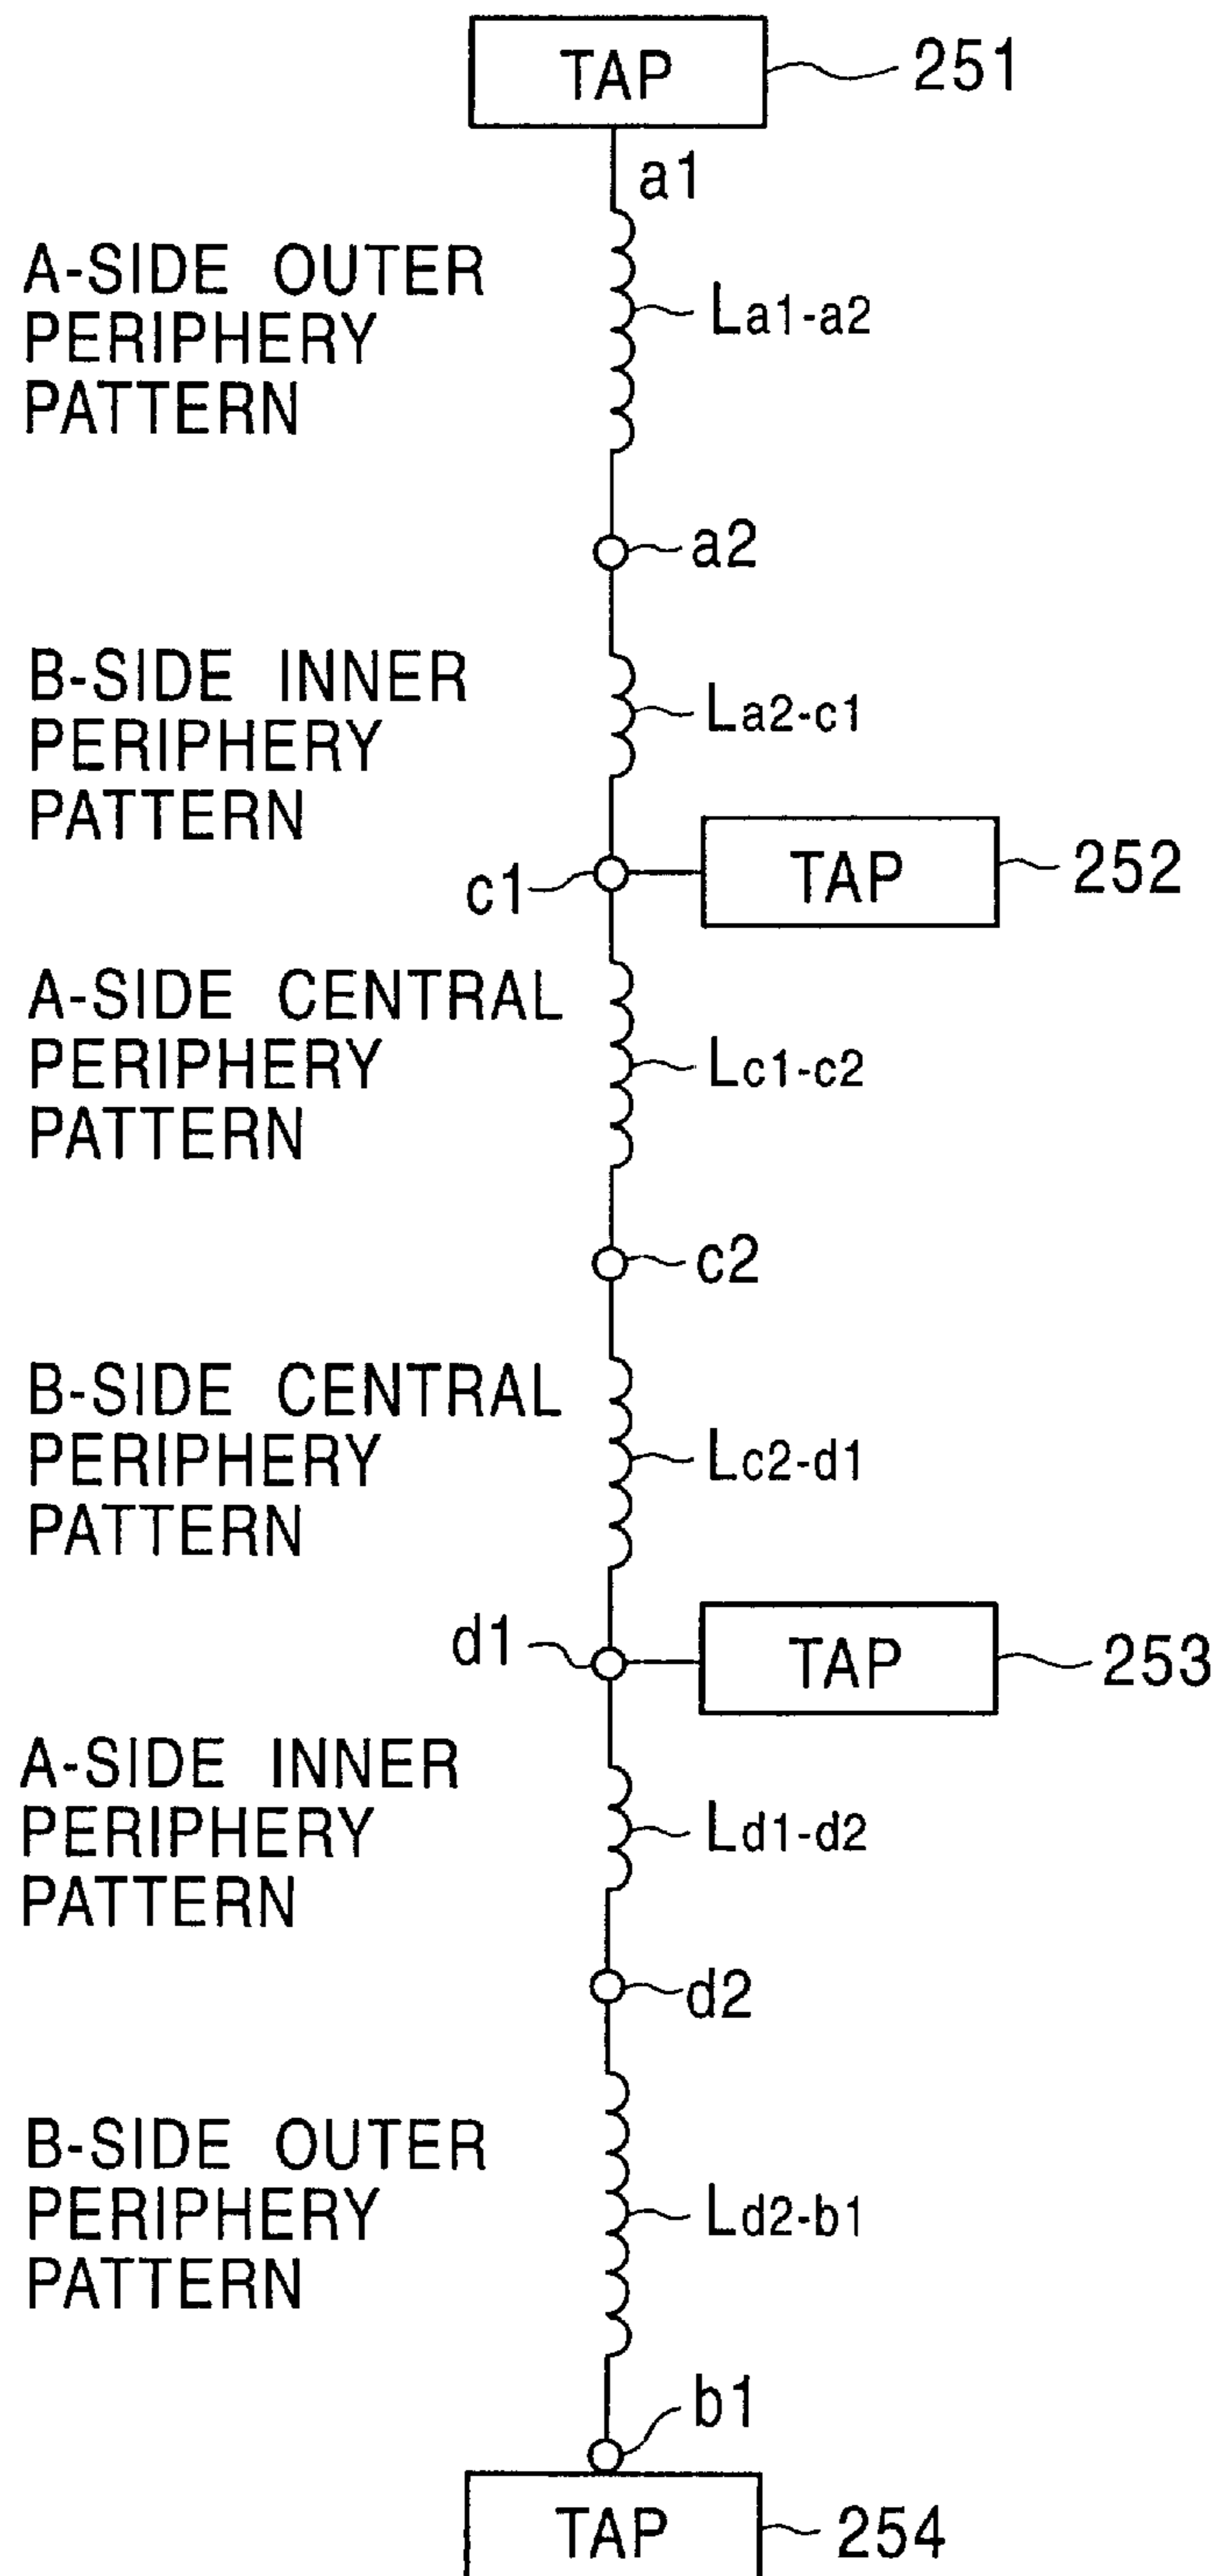 TAP
251
a1
A-SIDE OUTER
PERIPHERY
PATTERN
La1-a2
a2
B-SIDE INNER
PERIPHERY
PATTERN
La2-c1
c1
TAP
252
A-SIDE CENTRAL
PERIPHERY
PATTERN
Lc1-c2
c2
B-SIDE CENTRAL
PERIPHERY
PATTERN
Lc2-d1
d1
TAP
253
A-SIDE INNER
PERIPHERY
PATTERN
Ld1-d2
d2
B-SIDE OUTER
PERIPHERY
PATTERN
Ld2-b1
b1
TAP
254